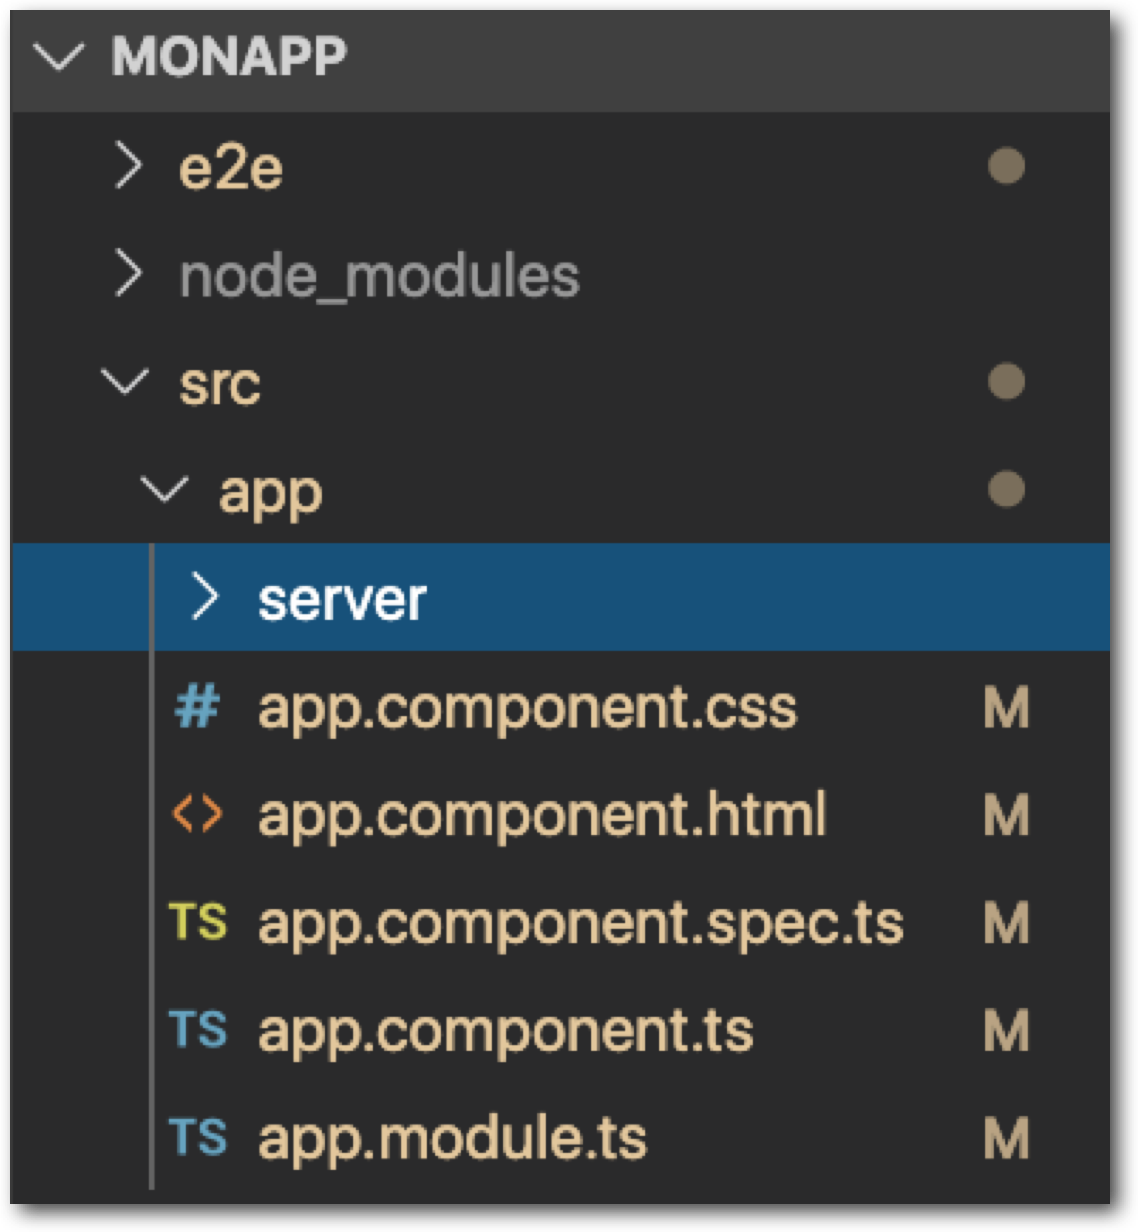 MONAPP
e2e
node_modules
src
app
server
# app.component.css M
<> app.component.html M
TS app.component.spec.ts M
TS app.component.ts M
TS app.module.ts M